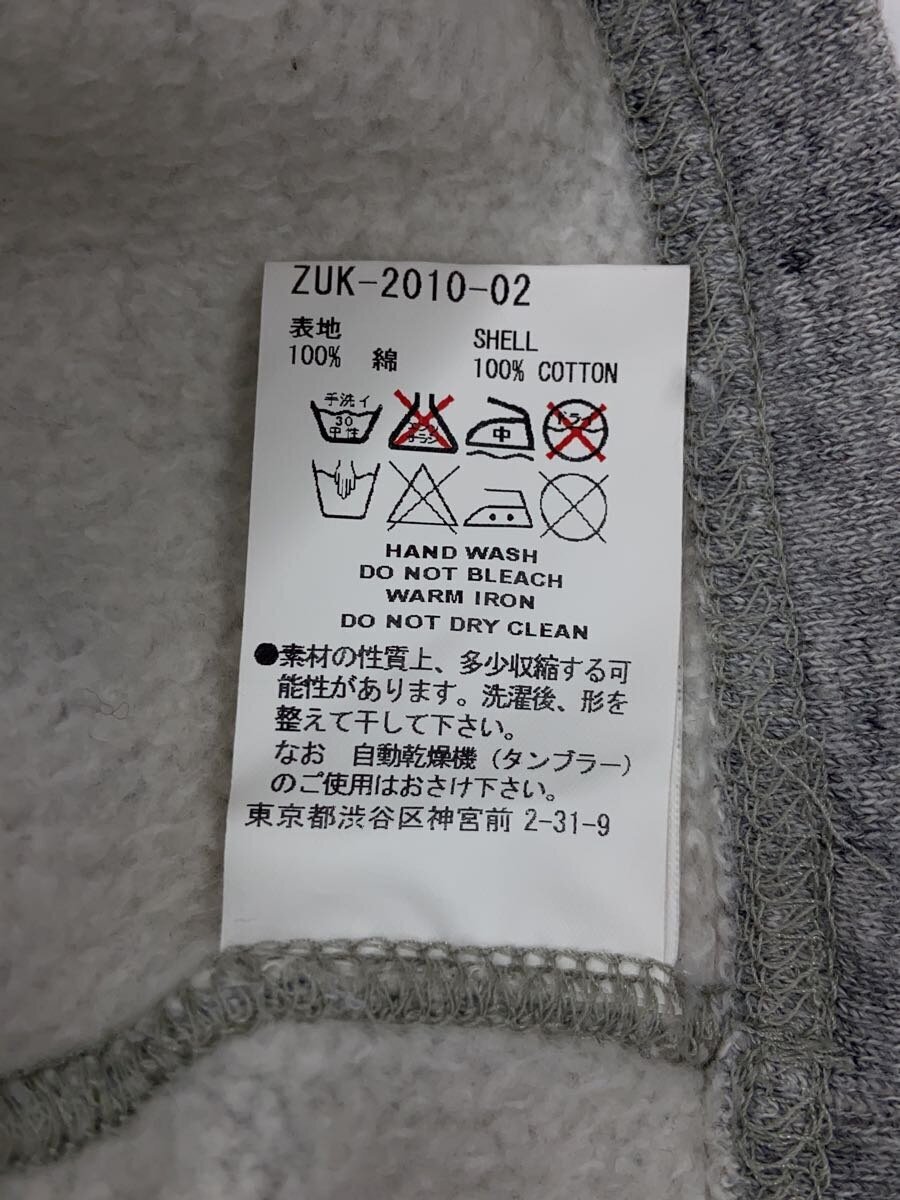 ZUK-2010-02
表地
100% 綿
SHELL
100% COTTON
手洗イ
30
中性
中
ドライ
HAND WASH
DO NOT BLEACH
WARM IRON
DO NOT DRY CLEAN
●素材の性質上、多少収縮する可
能性があります。洗濯後、形を
整えて干して下さい。
なお 自動乾燥機(タンブラー)
のご使用はおさけ下さい。
東京都渋谷区神宮前 2-31-9